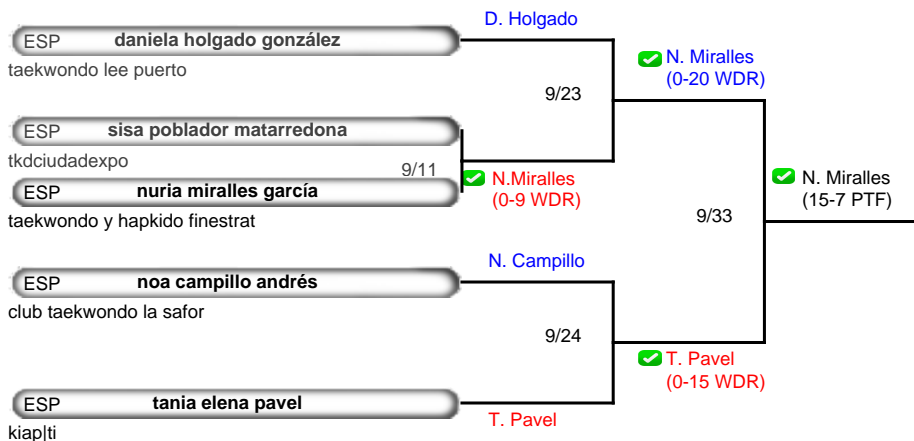 D. Holgado
ESP daniela holgado gonzález
taekwondo lee puerto
N. Miralles
(0-20 WDR)
9/23
ESP sisa poblador matarredona
tkdciudadexpo
9/11
N.Miralles
(0-9 WDR)
ESP nuria miralles garcía
taekwondo y hapkido finestrat
N. Miralles
(15-7 PTF)
9/33
N. Campillo
ESP noa campillo andrés
club taekwondo la safor
9/24
T. Pavel
(0-15 WDR)
ESP tania elena pavel
T. Pavel
kiap|ti